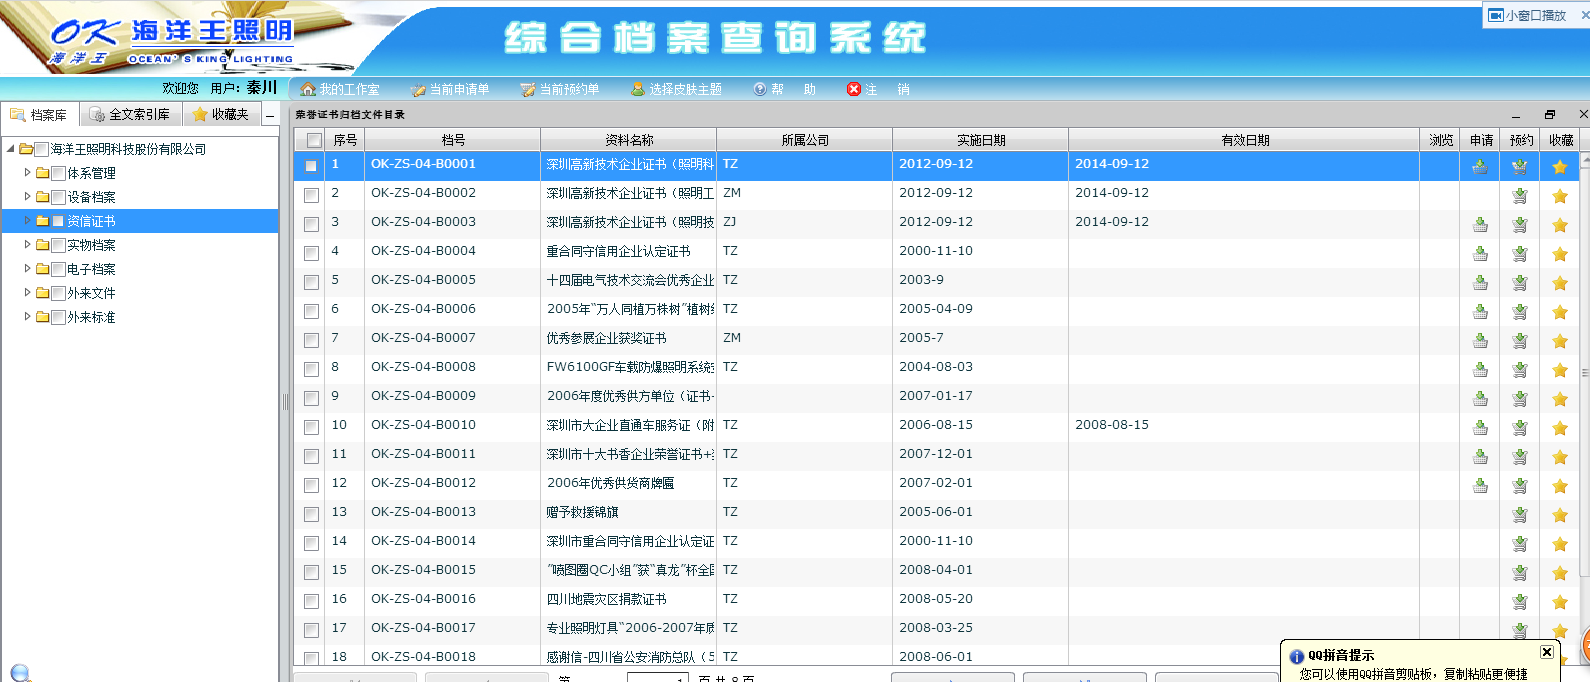 OK 海洋王照明
海洋王 OCEAN'S KING LIGHTING
综合档案查询系统
小窗口播放
欢迎您 用户：秦川
我的工作室 当前申请单 当前预约单 选择皮肤主题 帮 助 注 销
档案库 全文索引库 收藏夹
荣誉证书归档文件目录
海洋王照明科技股份有限公司
体系管理
设备档案
资信证书
实物档案
电子档案
外来文件
外来标准
序号 档号 资料名称 所属公司 实施日期 有效日期 浏览 申请 预约 收藏
1 OK-ZS-04-B0001 深圳高新技术企业证书（照明科 TZ 2012-09-12 2014-09-12
2 OK-ZS-04-B0002 深圳高新技术企业证书（照明工 ZM 2012-09-12 2014-09-12
3 OK-ZS-04-B0003 深圳高新技术企业证书（照明技 ZJ 2012-09-12 2014-09-12
4 OK-ZS-04-B0004 重合同守信用企业认定证书 TZ 2000-11-10
5 OK-ZS-04-B0005 十四届电气技术交流会优秀企业 TZ 2003-9
6 OK-ZS-04-B0006 2005年“万人同植万株树”植树 TZ 2005-04-09
7 OK-ZS-04-B0007 优秀参展企业获奖证书 ZM 2005-7
8 OK-ZS-04-B0008 FW6100GF车载防爆照明系统 TZ 2004-08-03
9 OK-ZS-04-B0009 2006年度优秀供方单位（证书 TZ 2007-01-17
10 OK-ZS-04-B0010 深圳市大企业直通车服务证（附 TZ 2006-08-15 2008-08-15
11 OK-ZS-04-B0011 深圳市十大书香企业荣誉证书+ TZ 2007-12-01
12 OK-ZS-04-B0012 2006年优秀供货商牌匾 TZ 2007-02-01
13 OK-ZS-04-B0013 赠予救援锦旗 TZ 2005-06-01
14 OK-ZS-04-B0014 深圳市重合同守信用企业认定证 TZ 2000-11-10
15 OK-ZS-04-B0015 “喷图圈QC小组”获“真龙”杯全 TZ 2008-04-01
16 OK-ZS-04-B0016 四川地震灾区捐款证书 TZ 2008-05-20
17 OK-ZS-04-B0017 专业照明灯具“2006-2007年 TZ 2008-03-25
18 OK-ZS-04-B0018 感谢信-四川省公安消防总队（ TZ 2008-06-01
QQ拼音提示
您可以使用QQ拼音剪贴板，复制粘贴更便捷
第 1 页 共 8 页